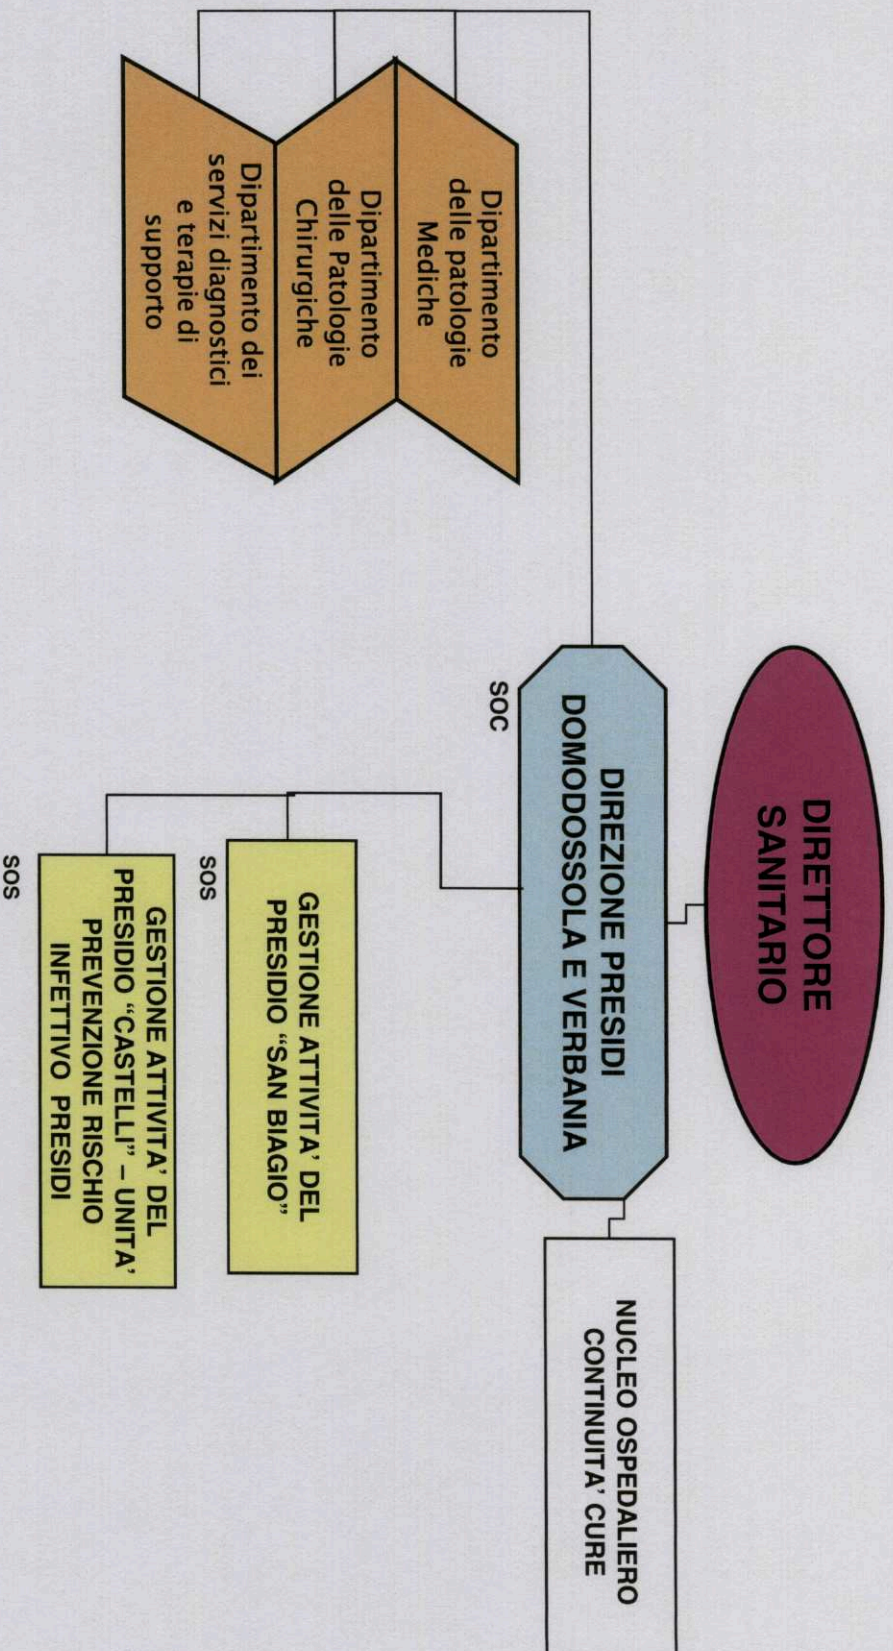 DIRETTORE
SANITARIO
DIREZIONE PRESIDI
DOMODOSSOLA E VERBANIA
SOC
NUCLEO OSPEDALIERO
CONTINUITA' CURE
Dipartimento
delle patologie
Mediche
Dipartimento
delle Patologie
Chirurgiche
Dipartimento dei
servizi diagnostici
e terapie di
supporto
GESTIONE ATTIVITA' DEL
PRESIDIO “SAN BIAGIO”
SOS
GESTIONE ATTIVITA' DEL
PRESIDIO “CASTELLI” – UNITA'
PREVENZIONE RISCHIO
INFETTIVO PRESIDI
SOS